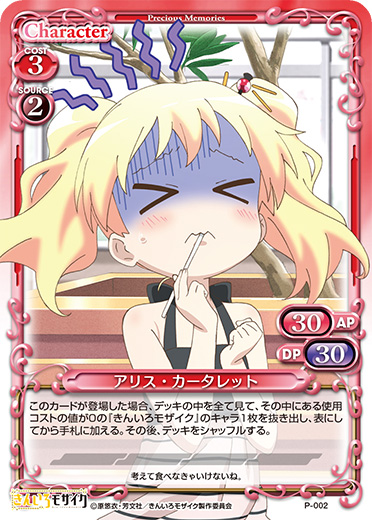 Precious Memories
Character
COST
3
SOURCE
2
30 AP
DP 30
アリス・カータレット
このカードが登場した場合、デッキの中を全て見て、その中にある使用
コストの値が0の『きんいろモザイク』のキャラ1枚を抜き出し、表にし
てから手札に加える。その後、デッキをシャッフルする。
考えて食べなきゃいけないね。
きんいろモザイク
©原悠衣・芳文社／きんいろモザイク製作委員会
P-002